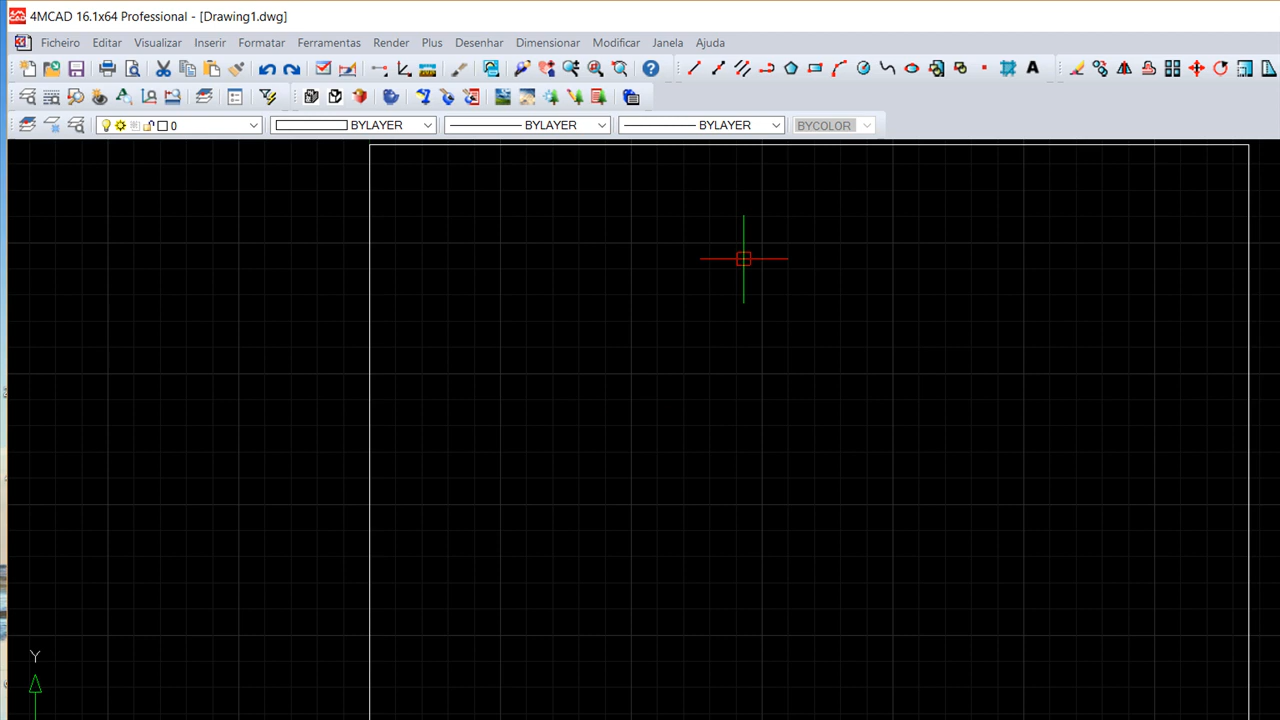 4MCAD 16.1x64 Professional - [Drawing1.dwg]
Ficheiro Editar Visualizar Inserir Formatar Ferramentas Render Plus Desenhar Dimensionar Modificar Janela Ajuda
A
0 BYLAYER BYLAYER BYLAYER BYCOLOR
Y